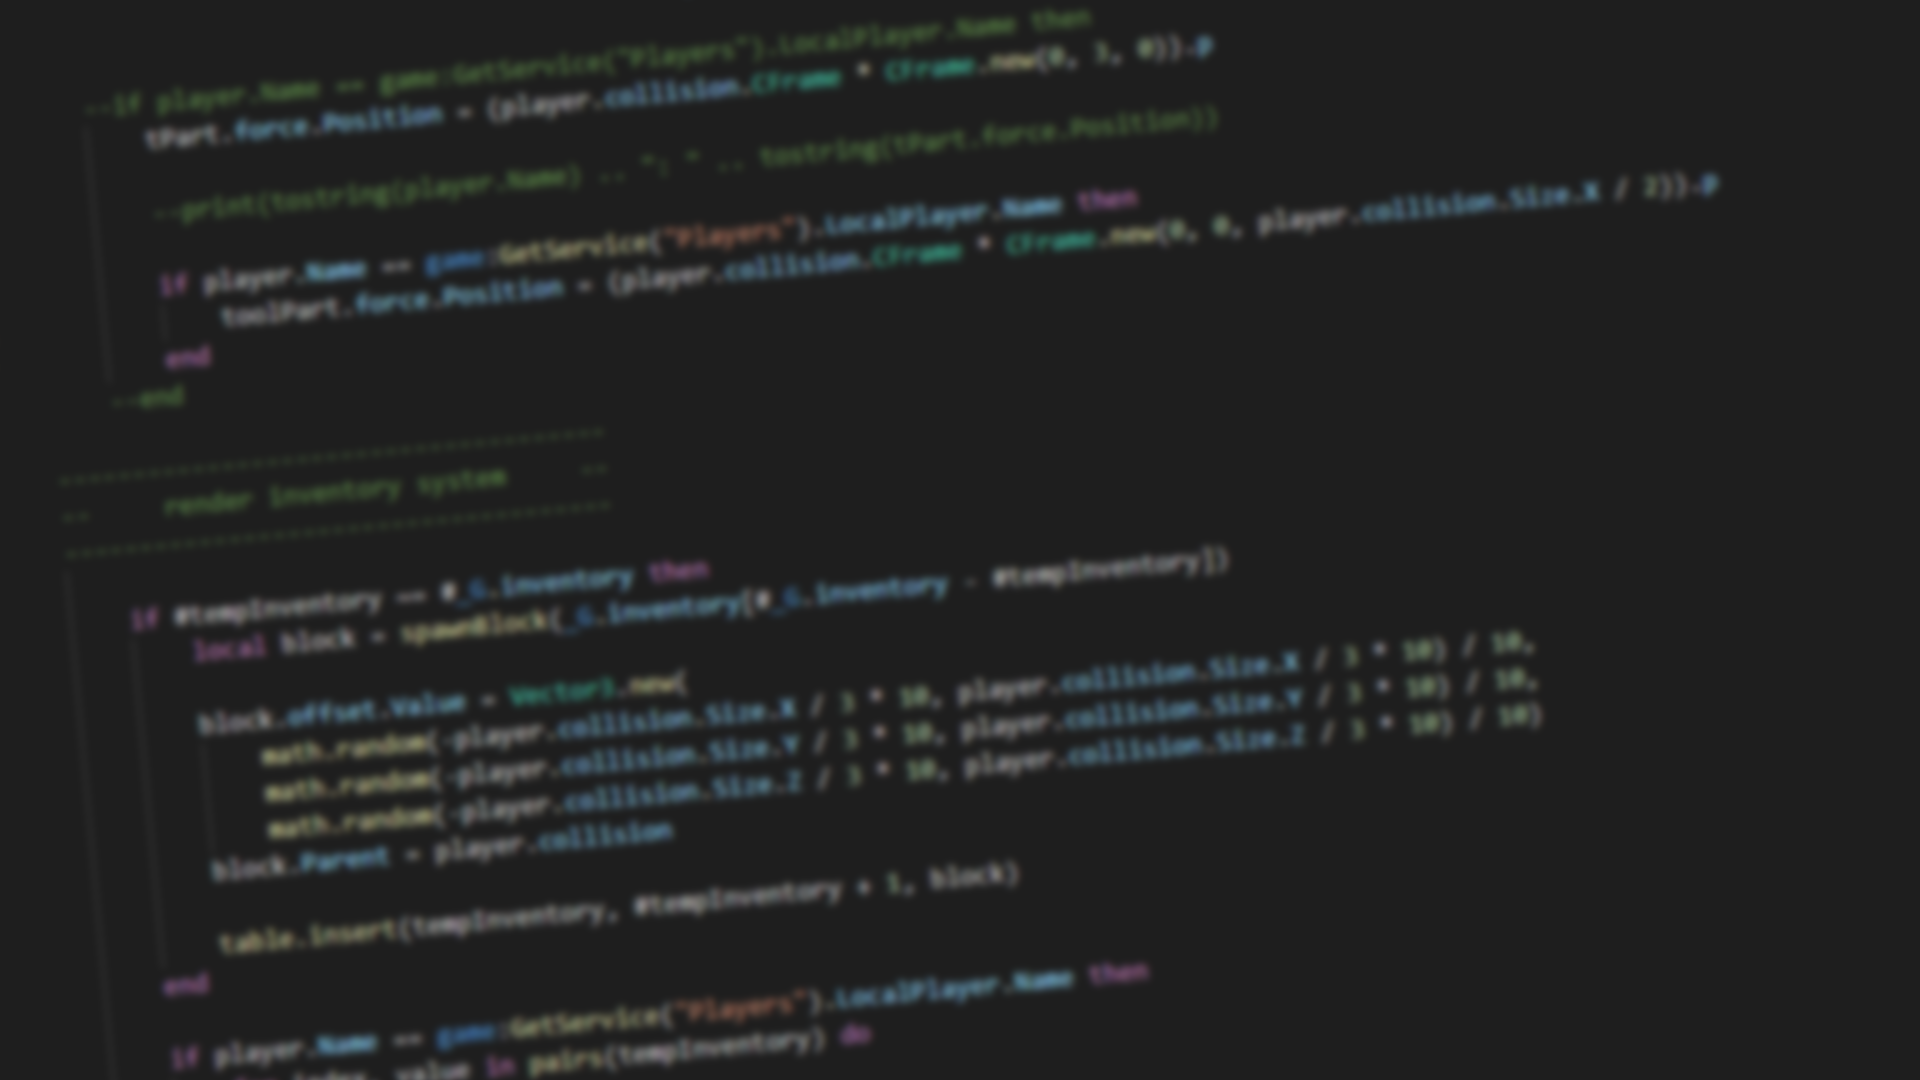 --if player.Name == game:GetService("Players").LocalPlayer.Name then
tPart.force.Position = (player.collision.CFrame * CFrame.new(0, 3, 0)).p
--print(tostring(player.Name) .. ": " .. tostring(tPart.force.Position))
if player.Name == game:GetService("Players").LocalPlayer.Name then
toolPart.force.Position = (player.collision.CFrame * CFrame.new(0, 0, player.collision.Size.X / 2)).p
end
--end
----------------------------------
-- render inventory system --
----------------------------------
if #tempInventory == #_G.inventory then
local block = spawnBlock(_G.inventory[#_G.inventory - #tempInventory])
block.offset.Value = Vector3.new(
math.random(-player.collision.Size.X / 3 * 10, player.collision.Size.X / 3 * 10) / 10,
math.random(-player.collision.Size.Y / 3 * 10, player.collision.Size.Y / 3 * 10) / 10,
math.random(-player.collision.Size.Z / 3 * 10, player.collision.Size.Z / 3 * 10) / 10)
block.Parent = player.collision
table.insert(tempInventory, #tempInventory + 1, block)
end
if player.Name == game:GetService("Players").LocalPlayer.Name then
for index, value in pairs(tempInventory) do